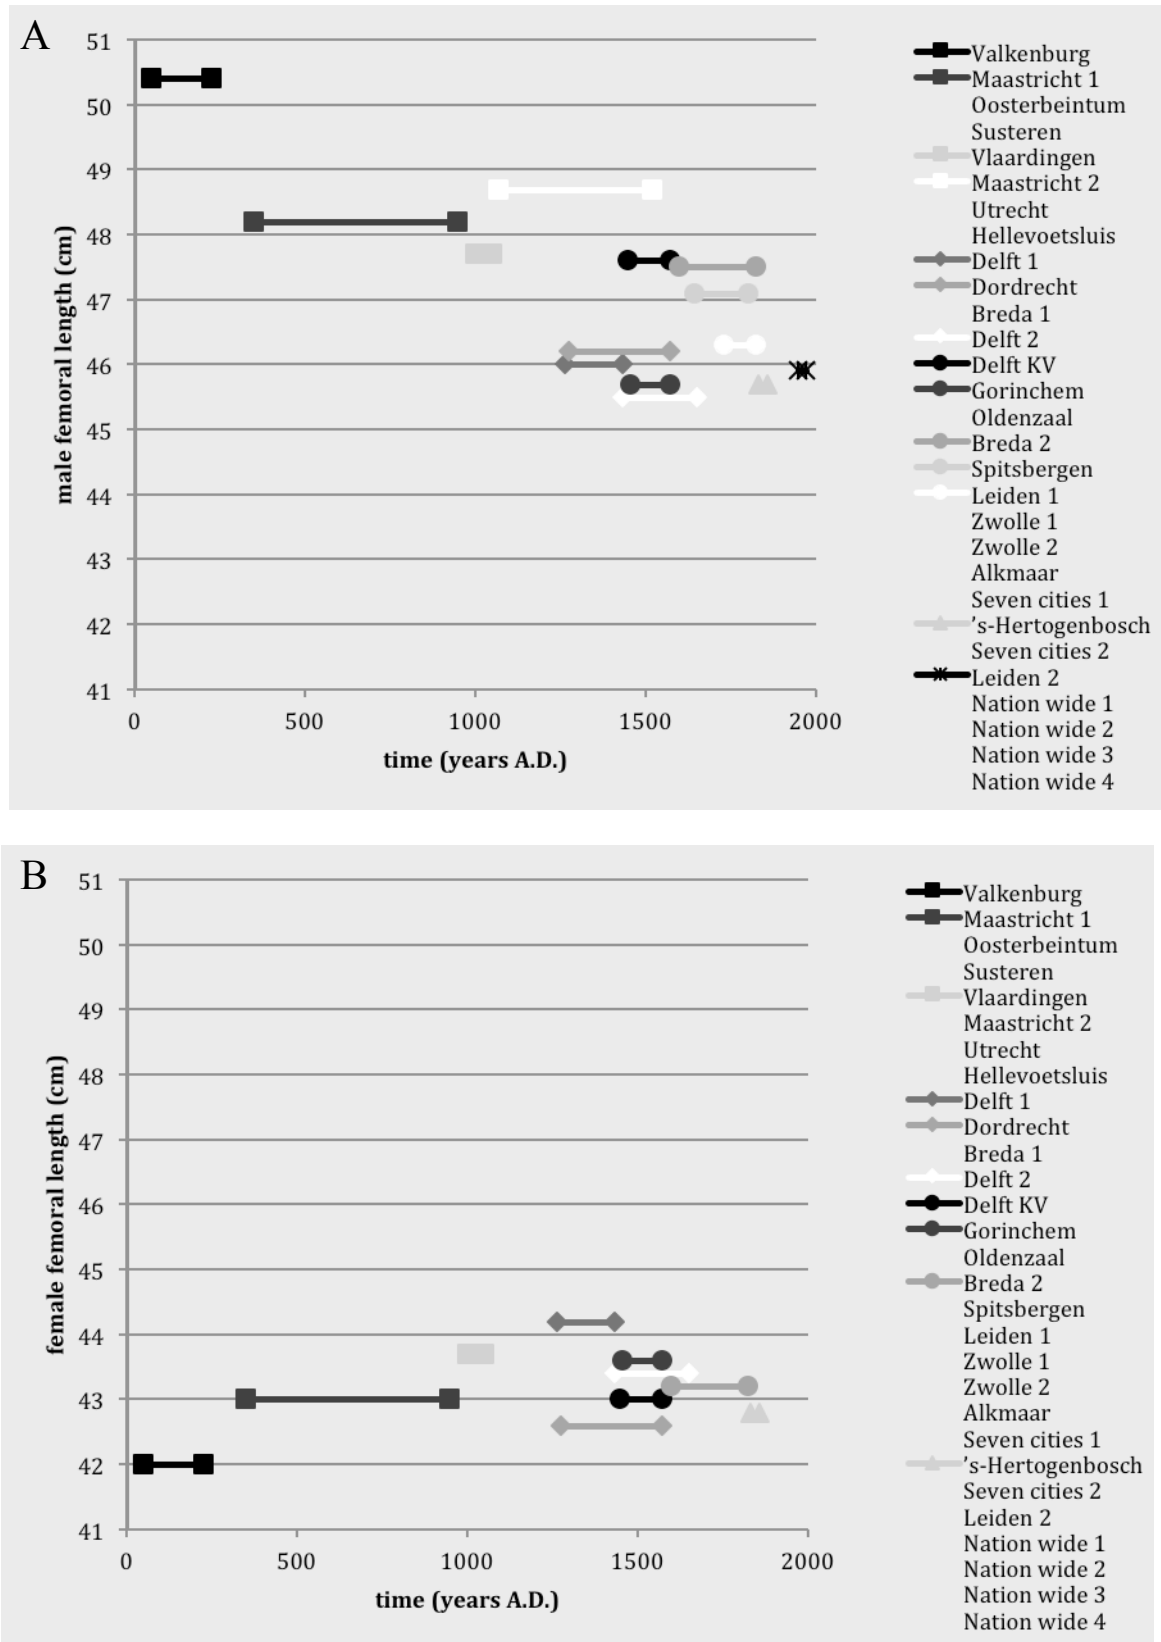 A
51
50
49
48
47
46
45
44
43
42
41
male femoral length (cm)
0 500 1000 1500 2000
time (years A.D.)
Valkenburg
Maastricht 1
Oosterbeintum
Susteren
Vlaardingen
Maastricht 2
Utrecht
Hellevoetsluis
Delft 1
Dordrecht
Breda 1
Delft 2
Delft KV
Gorinchem
Oldenzaal
Breda 2
Spitsbergen
Leiden 1
Zwolle 1
Zwolle 2
Alkmaar
Seven cities 1
’s-Hertogenbosch
Seven cities 2
Leiden 2
Nation wide 1
Nation wide 2
Nation wide 3
Nation wide 4
B
51
50
49
48
47
46
45
44
43
42
41
female femoral length (cm)
0 500 1000 1500 2000
time (years A.D.)
Valkenburg
Maastricht 1
Oosterbeintum
Susteren
Vlaardingen
Maastricht 2
Utrecht
Hellevoetsluis
Delft 1
Dordrecht
Breda 1
Delft 2
Delft KV
Gorinchem
Oldenzaal
Breda 2
Spitsbergen
Leiden 1
Zwolle 1
Zwolle 2
Alkmaar
Seven cities 1
’s-Hertogenbosch
Seven cities 2
Leiden 2
Nation wide 1
Nation wide 2
Nation wide 3
Nation wide 4